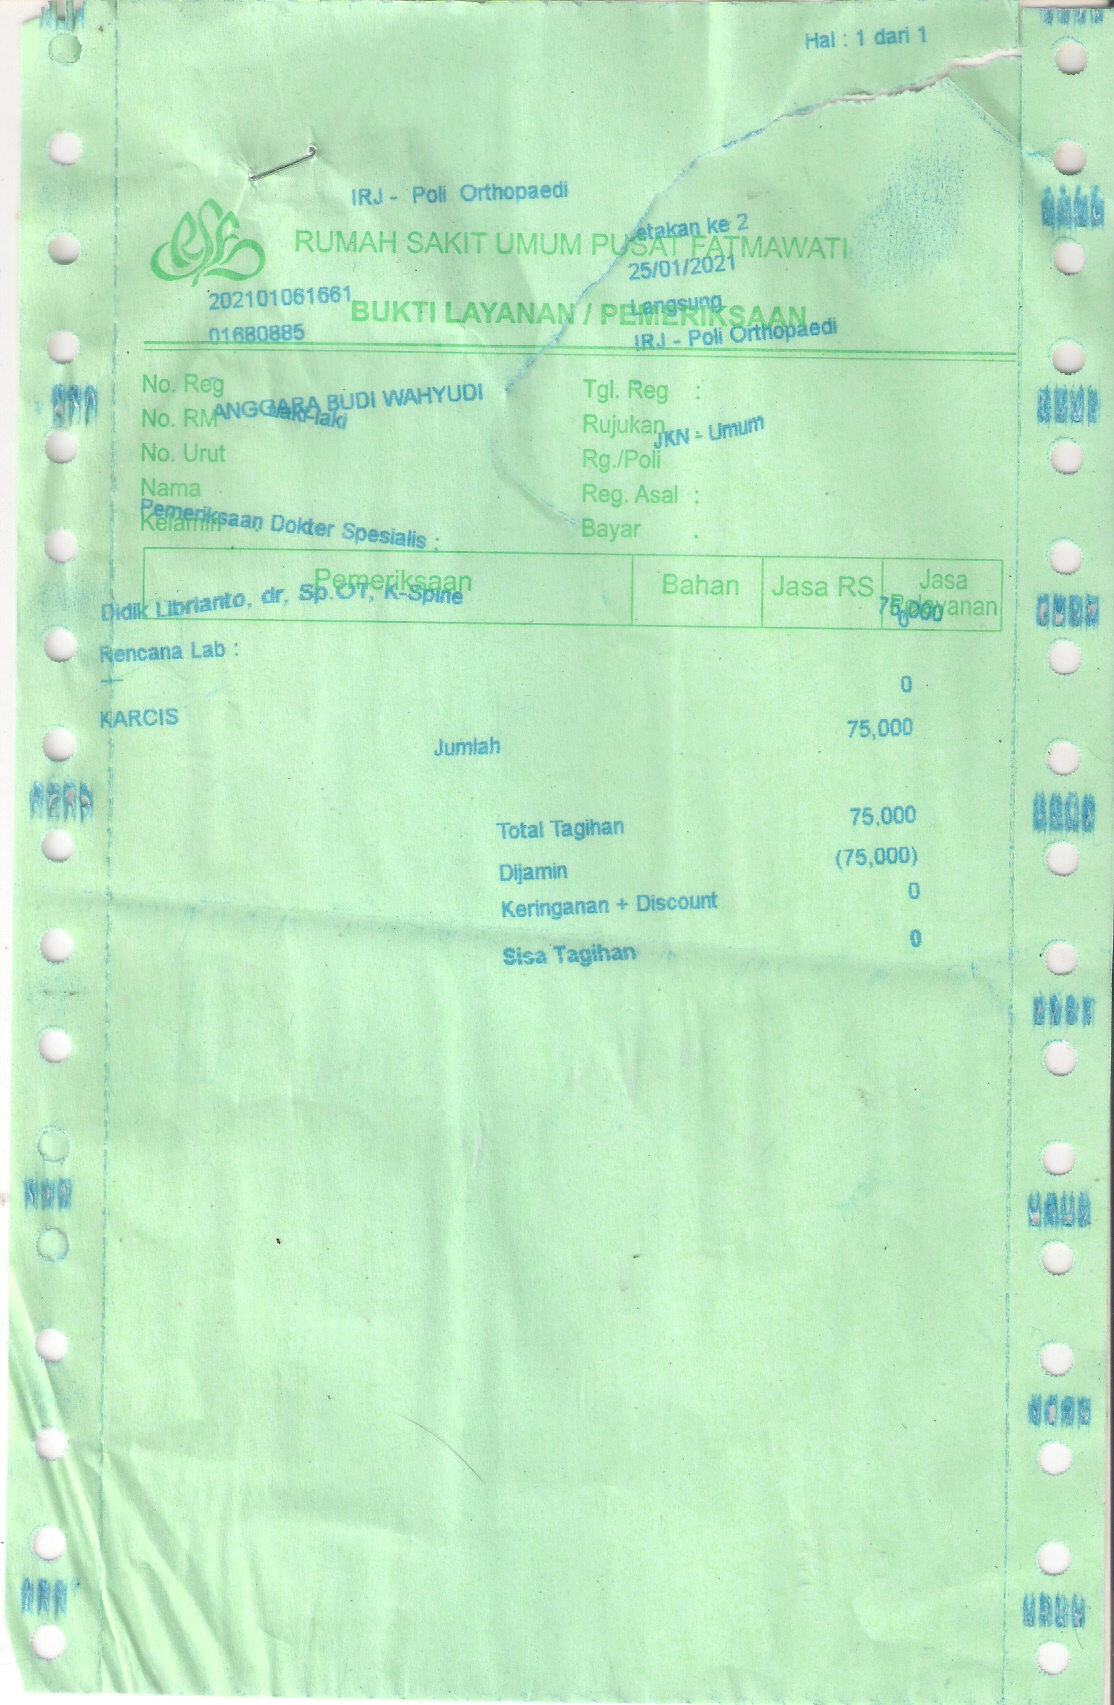 Hal : 1 dari 1
IRJ - Poli Orthopaedi
etakan ke 2
RUMAH SAKIT UMUM PUSAT FATMAWATI
25/01/2021
202101061661
Langsung
BUKTI LAYANAN / PEMERIKSAAN
01680885
IRJ - Poli Orthopaedi
No. Reg
Tgl. Reg :
ANGGARA BUDI WAHYUDI
No. RM
laki-laki
Rujukan
JKN - Umum
No. Urut
Rg./Poli
Nama
Reg. Asal :
Pemeriksaan Dokter Spesialis :
Kelamin
Bayar :
Pemeriksaan Bahan Jasa RS Jasa Pelayanan
Didik Librianto, dr, Sp.OT, K-Spine 75,000
0
Rencana Lab :
0
KARCIS
75,000
Jumlah
Total Tagihan 75,000
Dijamin (75,000)
Keringanan + Discount 0
Sisa Tagihan 0